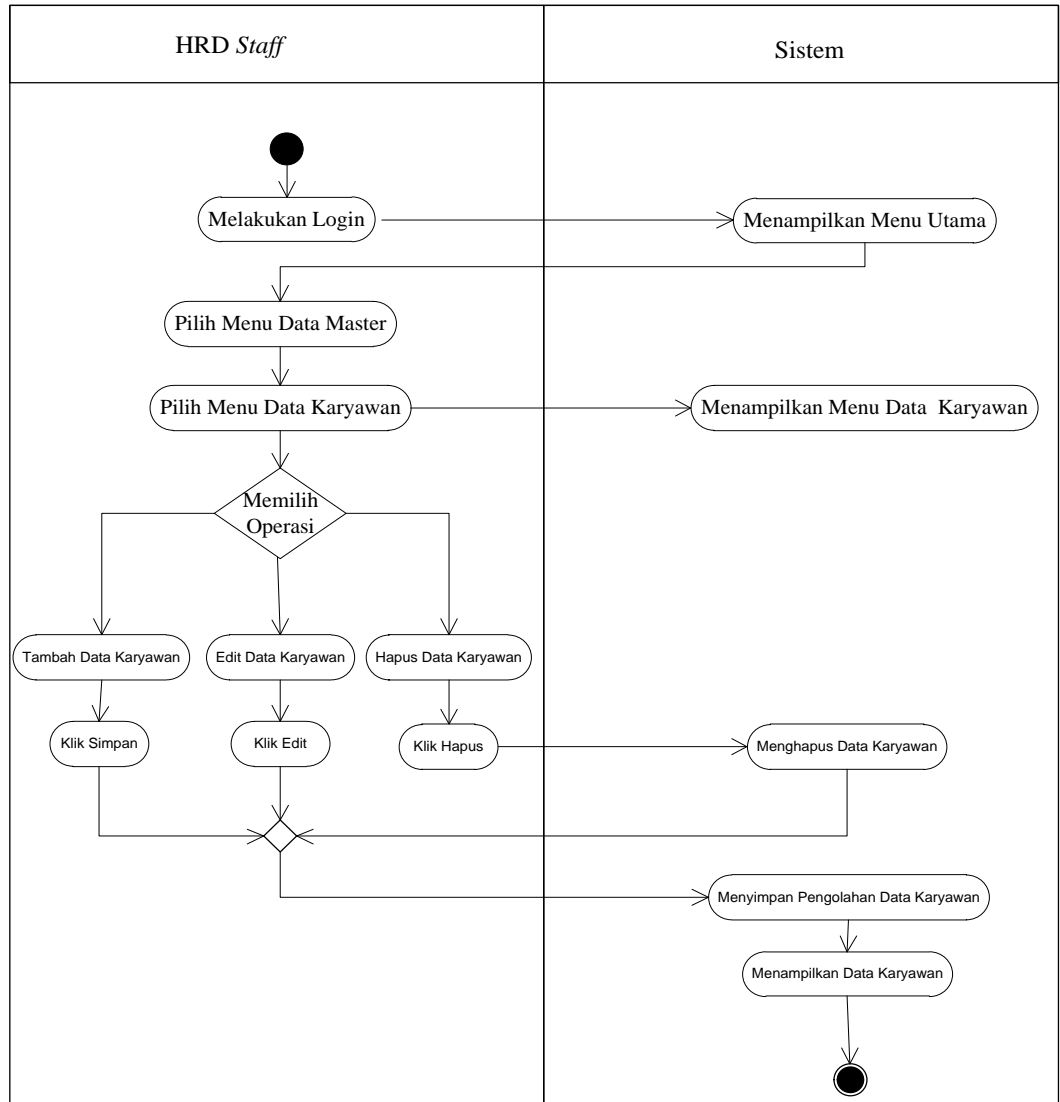 HRD Staff
Sistem
Melakukan Login
Menampilkan Menu Utama
Pilih Menu Data Master
Pilih Menu Data Karyawan
Menampilkan Menu Data  Karyawan
Memilih
Operasi
Tambah Data Karyawan
Edit Data Karyawan
Hapus Data Karyawan
Klik Simpan
Klik Edit
Klik Hapus
Menghapus Data Karyawan
Menyimpan Pengolahan Data Karyawan
Menampilkan Data Karyawan